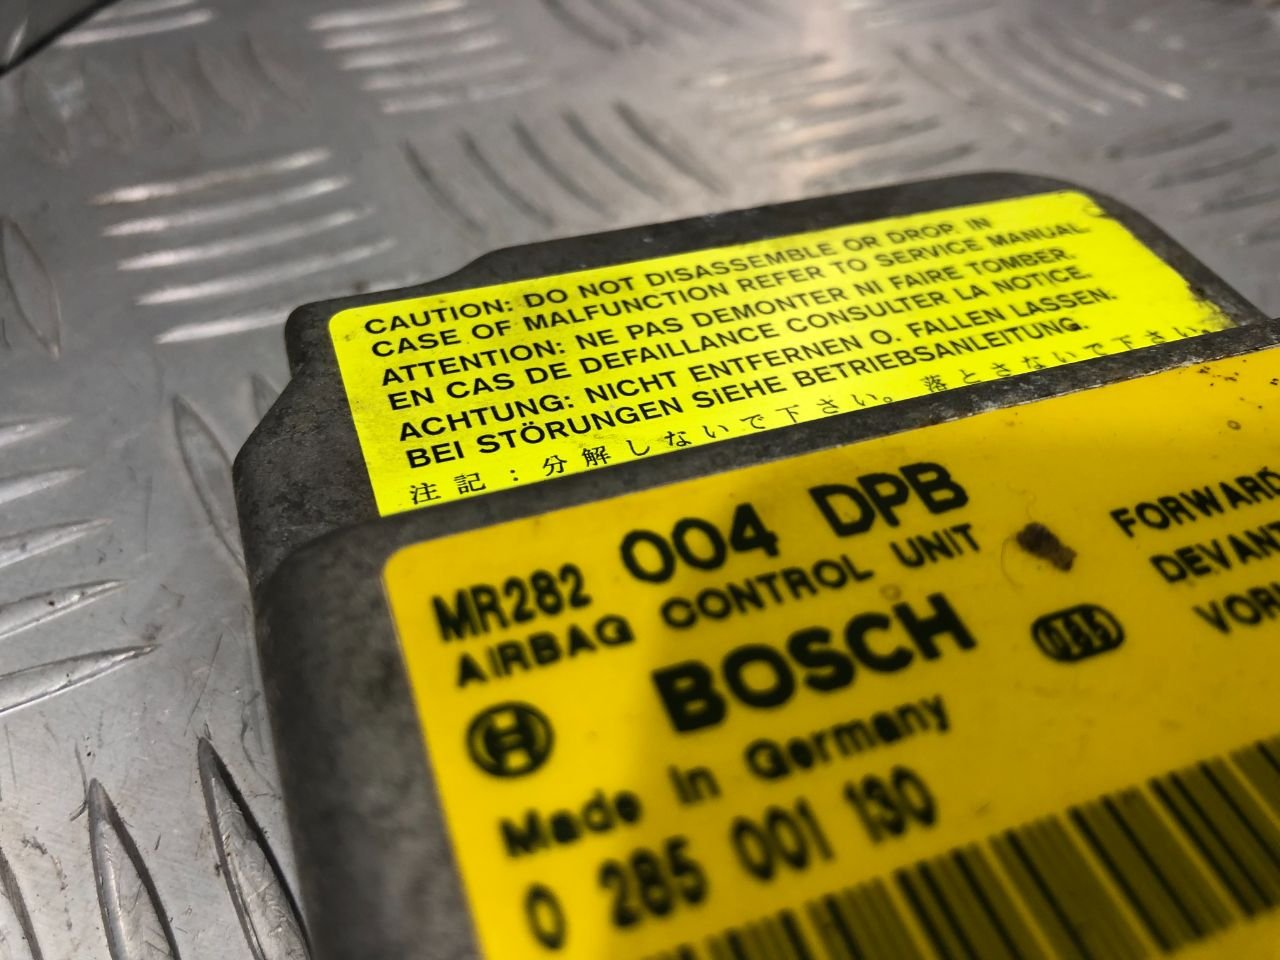 CAUTION: DO NOT DISASSEMBLE OR DROP. IN
CASE OF MALFUNCTION REFER TO SERVICE MANUAL.
ATTENTION: NE PAS DEMONTER NI FAIRE TOMBER.
EN CAS DE DEFAILLANCE CONSULTER LA NOTICE.
ACHTUNG: NICHT ENTFERNEN O. FALLEN LASSEN.
BEI STÖRUNGEN SIEHE BETRIEBSANLEITUNG.
注記：分解しないで下さい。落とさないで下さい。
MR282 004 DPB
AIRBAG CONTROL UNIT
BOSCH
Made in Germany
0 285 001 130
FORWARD
DEVANT